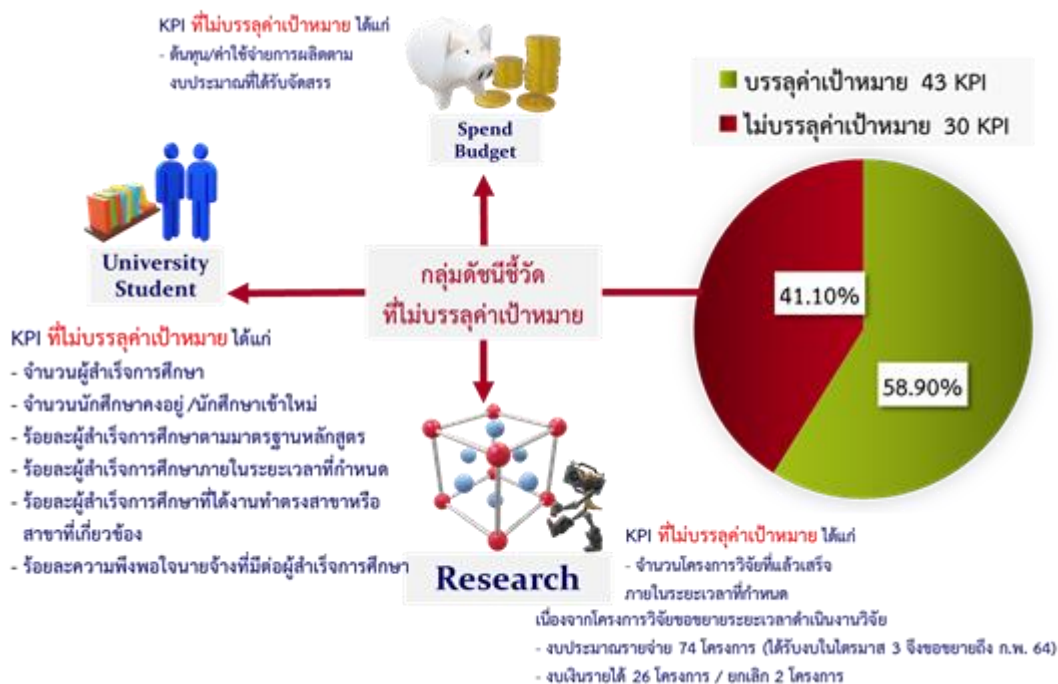 KPI ที่ไม่บรรลุค่าเป้าหมาย ได้แก่
- ต้นทุน/ค่าใช้จ่ายการผลิตตาม
งบประมาณที่ได้รับจัดสรร
Spend
Budget
บรรลุค่าเป้าหมาย 43 KPI
ไม่บรรลุค่าเป้าหมาย 30 KPI
University
Student
กลุ่มดัชนีชี้วัด
ที่ไม่บรรลุค่าเป้าหมาย
41.10%
58.90%
KPI ที่ไม่บรรลุค่าเป้าหมาย ได้แก่
- จำนวนผู้สำเร็จการศึกษา
- จำนวนนักศึกษาคงอยู่ /นักศึกษาเข้าใหม่
- ร้อยละผู้สำเร็จการศึกษาตามมาตรฐานหลักสูตร
- ร้อยละผู้สำเร็จการศึกษาภายในระยะเวลาที่กำหนด
- ร้อยละผู้สำเร็จการศึกษาที่ได้งานทำตรงสาขาหรือ
สาขาที่เกี่ยวข้อง
- ร้อยละความพึงพอใจนายจ้างที่มีต่อผู้สำเร็จการศึกษา
Research
KPI ที่ไม่บรรลุค่าเป้าหมาย ได้แก่
- จำนวนโครงการวิจัยที่แล้วเสร็จ
ภายในระยะเวลาที่กำหนด
เนื่องจากโครงการวิจัยขอขยายระยะเวลาดำเนินงานวิจัย
- งบประมาณรายจ่าย 74 โครงการ (ได้รับงบในไตรมาส 3 จึงขอขยายถึง ก.พ. 64)
- งบเงินรายได้ 26 โครงการ / ยกเลิก 2 โครงการ